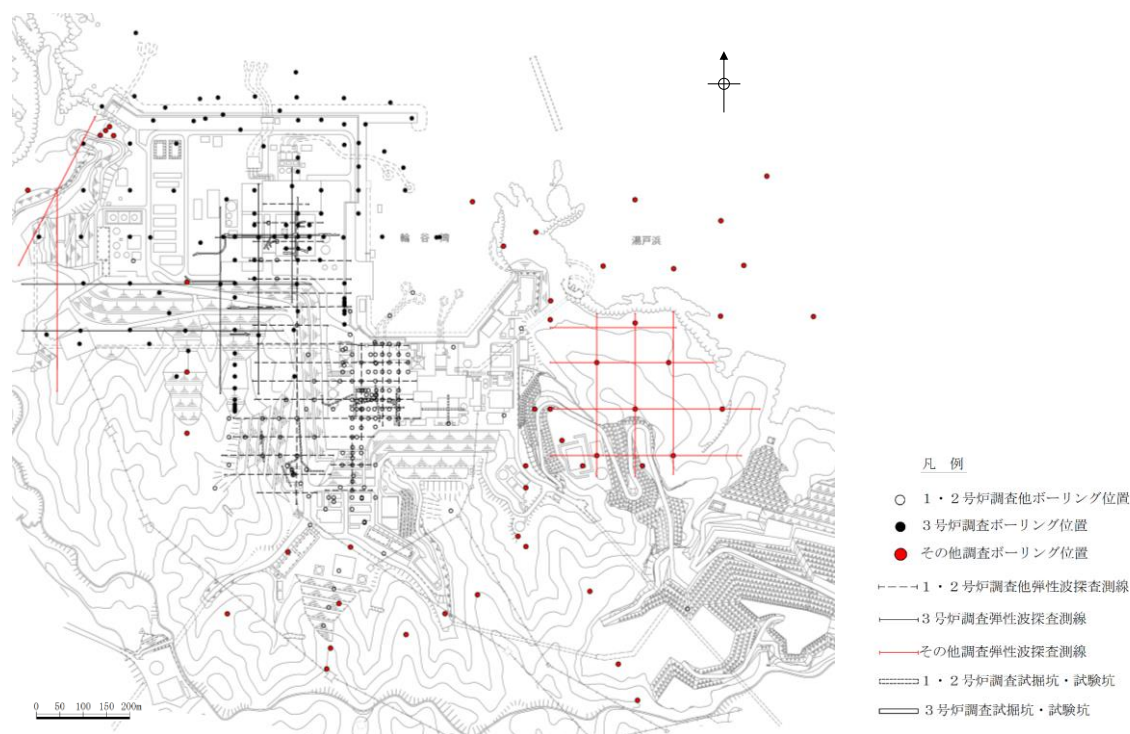 輪谷湾
瀬戸浜
凡 例
1・2号炉調査他ボーリング位置
3号炉調査ボーリング位置
その他調査ボーリング位置
1・2号炉調査他弾性波探査測線
3号炉調査弾性波探査測線
その他調査弾性波探査測線
1・2号炉調査試掘坑・試験坑
3号炉調査試掘坑・試験坑
0 50 100 150 200m